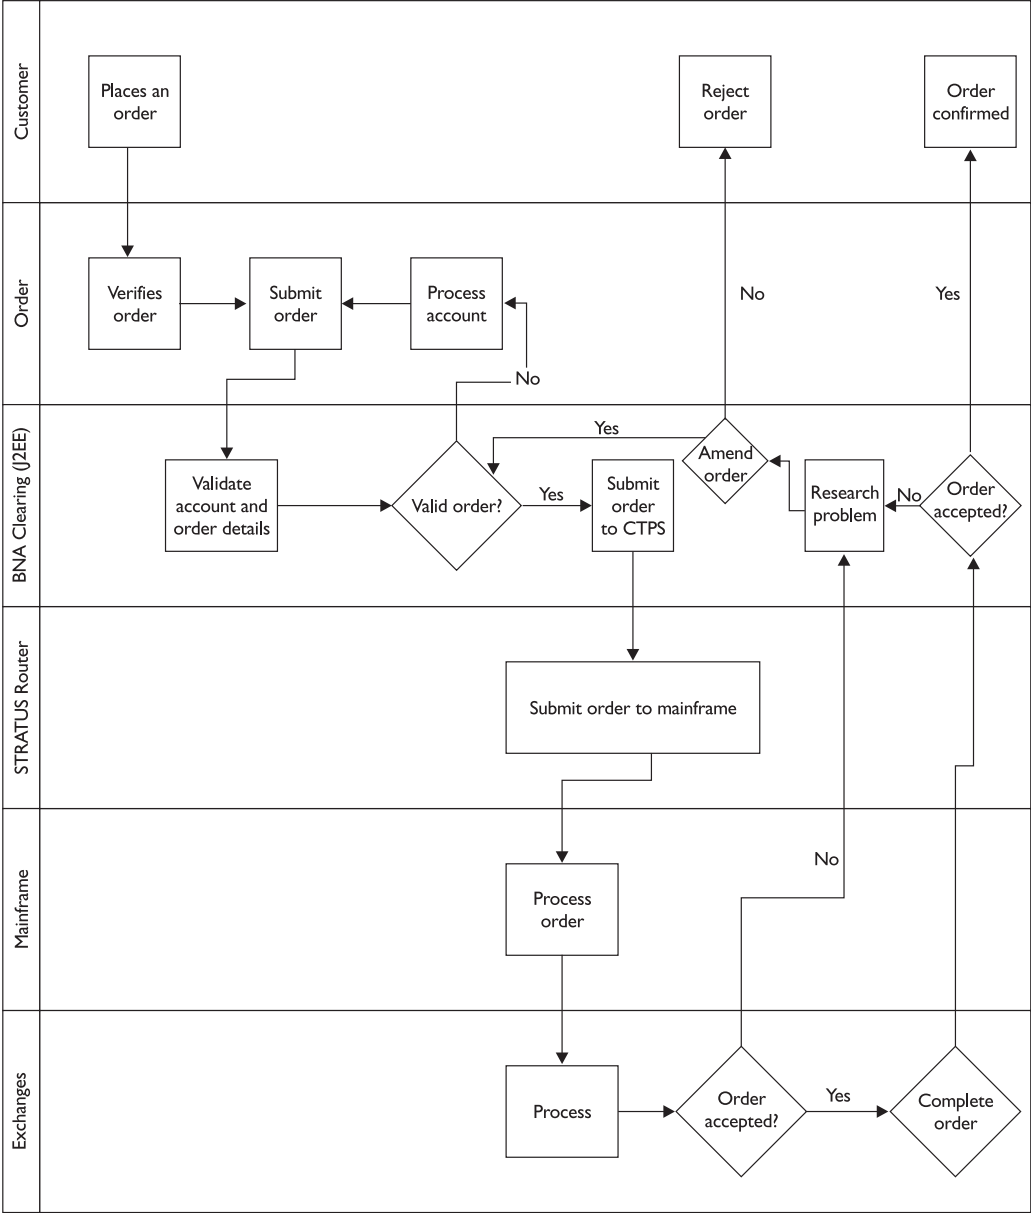 Customer
Places an
order
Reject
order
Order
confirmed
Order
Verifies
order
Submit
order
Process
account
No
No
Yes
BNA Clearing (J2EE)
Validate
account and
order details
Valid order?
Yes
Yes
Submit
order
to CTPS
Amend
order
Research
problem
No
Order
accepted?
STRATUS Router
Submit order to mainframe
Mainframe
Process
order
No
Exchanges
Process
Order
accepted?
Yes
Complete
order